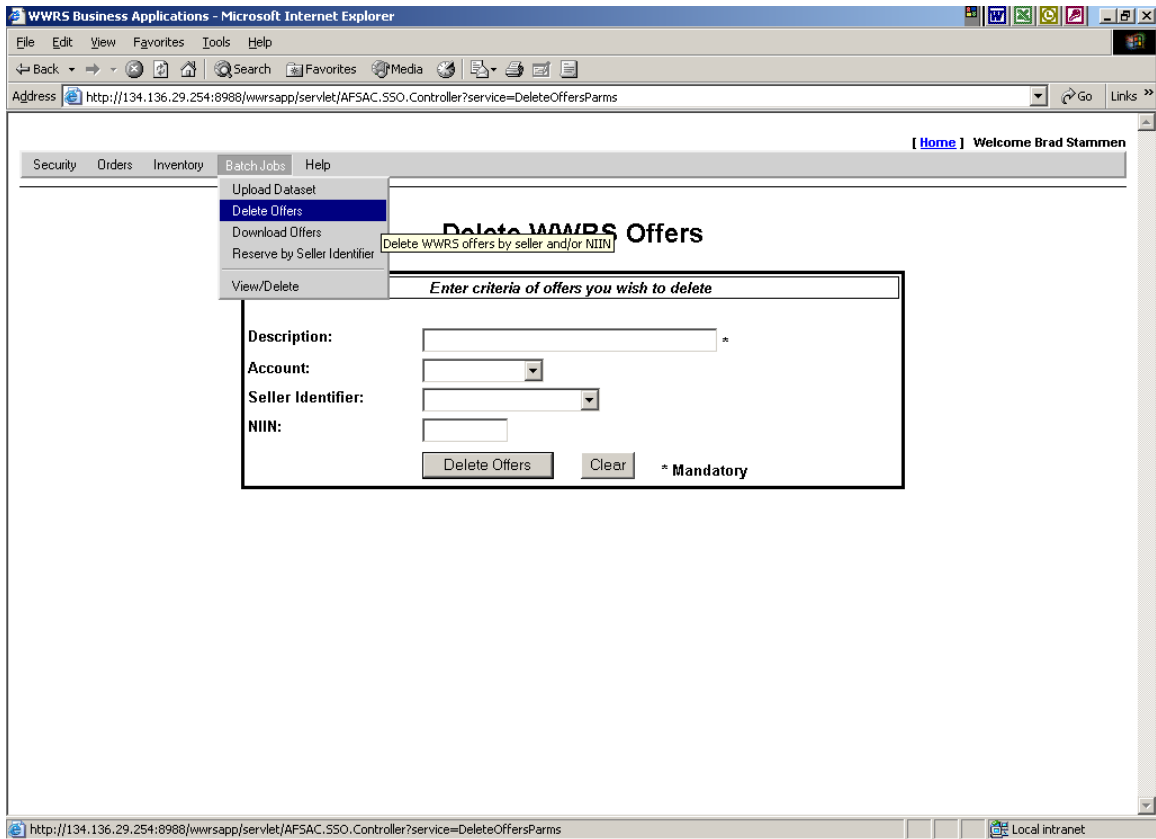 WWRS Business Applications - Microsoft Internet Explorer
File Edit View Favorites Tools Help
Back Search Favorites Media
Address http://134.136.29.254:8988/wwrsapp/servlet/AFSAC.SSO.Controller?service=DeleteOffersParms Go Links »
[ Home ] Welcome Brad Stammen
Security Orders Inventory Batch Jobs Help
Upload Dataset
Delete Offers
Download Offers
Reserve by Seller Identifier
View/Delete
Delete WWRS Offers
Delete WWRS offers by seller and/or NIIN
Enter criteria of offers you wish to delete
Description: *
Account:
Seller Identifier:
NIIN:
Delete Offers Clear * Mandatory
http://134.136.29.254:8988/wwrsapp/servlet/AFSAC.SSO.Controller?service=DeleteOffersParms Local intranet